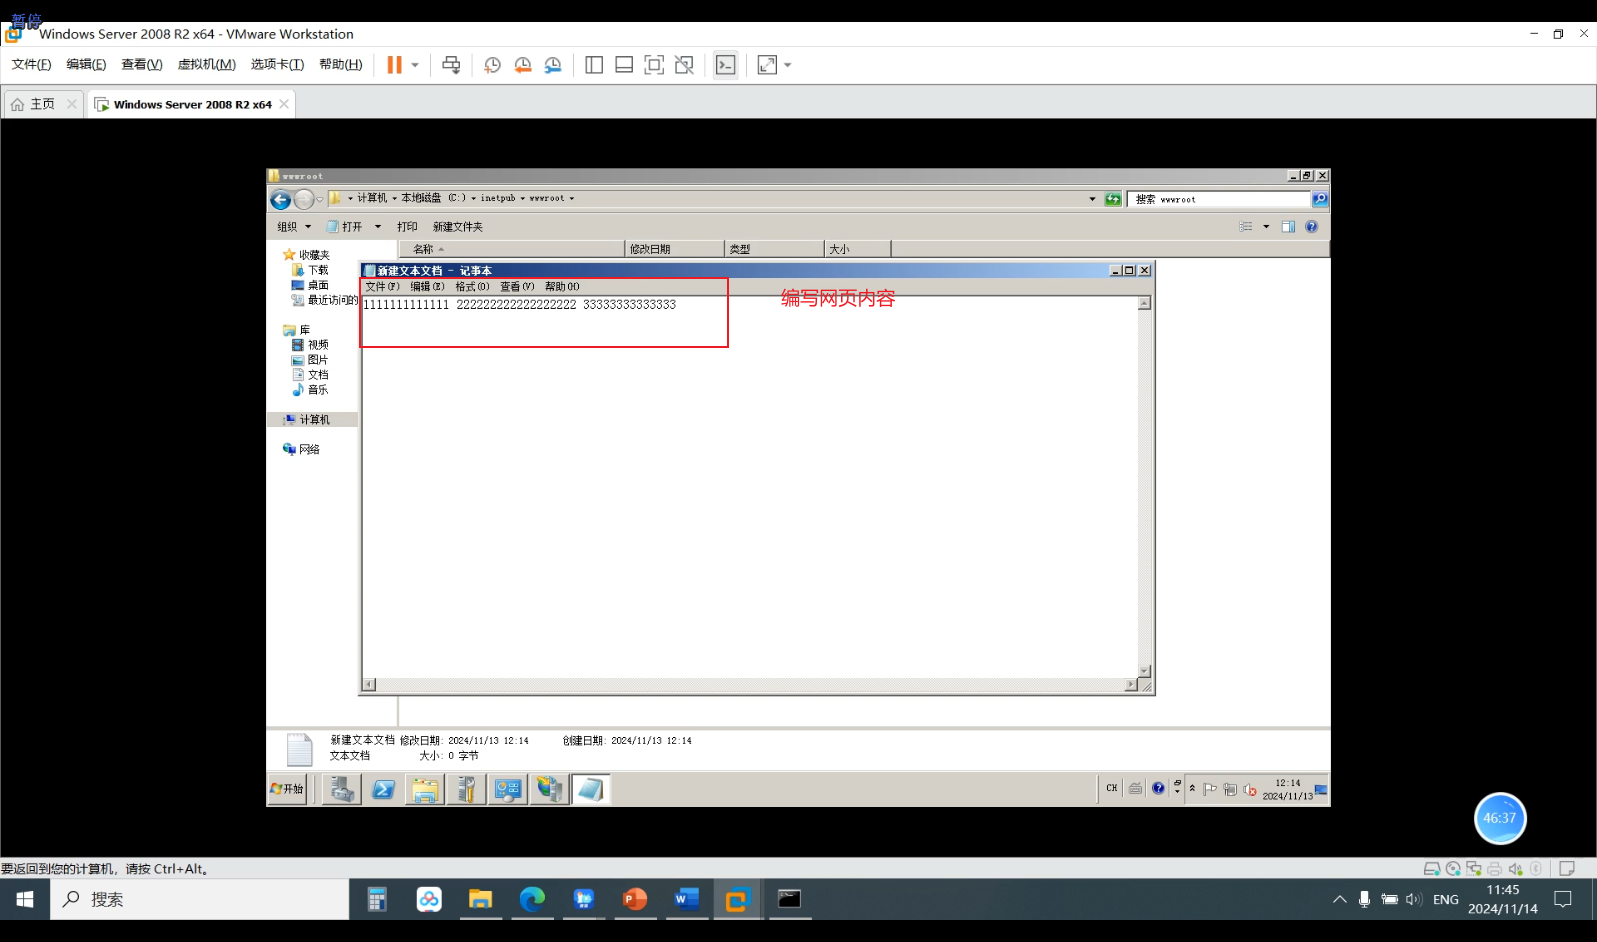 暂停
Windows Server 2008 R2 x64 - VMware Workstation
文件(F) 编辑(E) 查看(V) 虚拟机(M) 选项卡(T) 帮助(H)
主页 Windows Server 2008 R2 x64
wwwroot
计算机 本地磁盘 (C:) inetpub wwwroot 搜索 wwwroot
组织 打开 打印 新建文件夹
名称 修改日期 类型 大小
收藏夹
下载
桌面
最近访问的
库
视频
图片
文档
音乐
计算机
网络
新建文本文档 - 记事本
文件(F) 编辑(E) 格式(O) 查看(V) 帮助(H)
1111111111111 222222222222222222 33333333333333
编写网页内容
新建文本文档 修改日期: 2024/11/13 12:14 创建日期: 2024/11/13 12:14
文本文档 大小: 0 字节
开始 CH 12:14
2024/11/13
46:37
要返回到您的计算机，请按 Ctrl+Alt。
搜索 ENG 11:45
2024/11/14